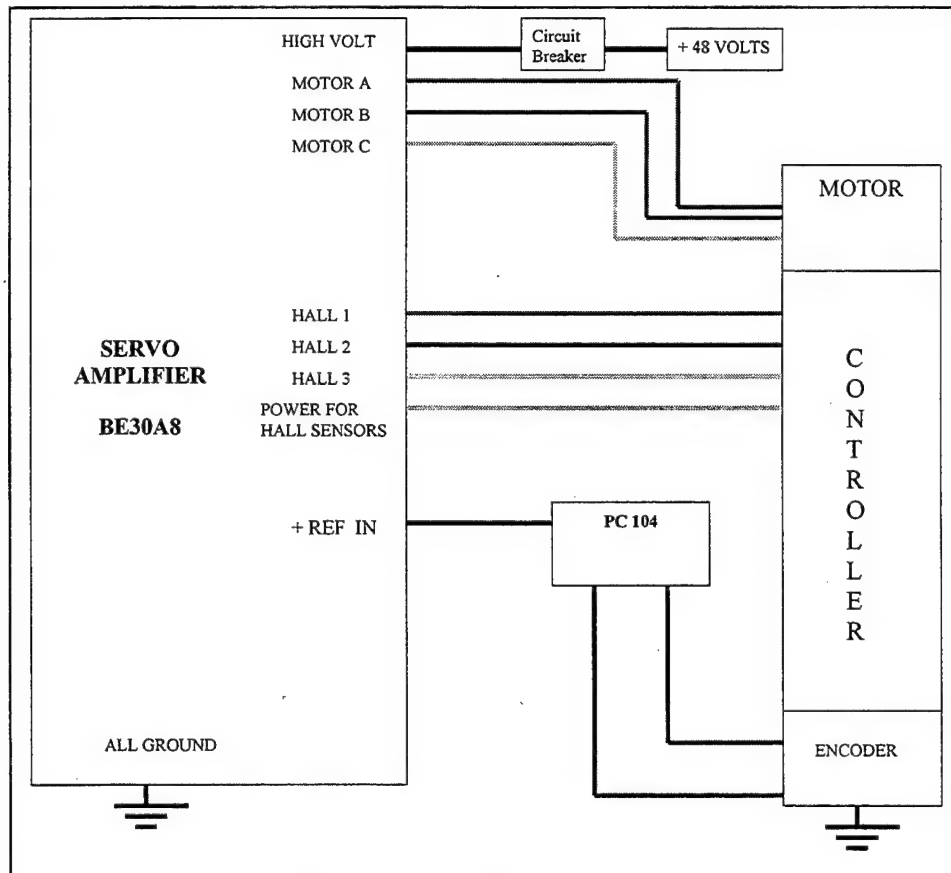 HIGH VOLT
Circuit
Breaker
+ 48 VOLTS
MOTOR A
MOTOR B
MOTOR C
MOTOR
HALL 1
HALL 2
HALL 3
POWER FOR
HALL SENSORS
SERVO
AMPLIFIER
BE30A8
CONTROLLER
+ REF IN
PC 104
ALL GROUND
ENCODER